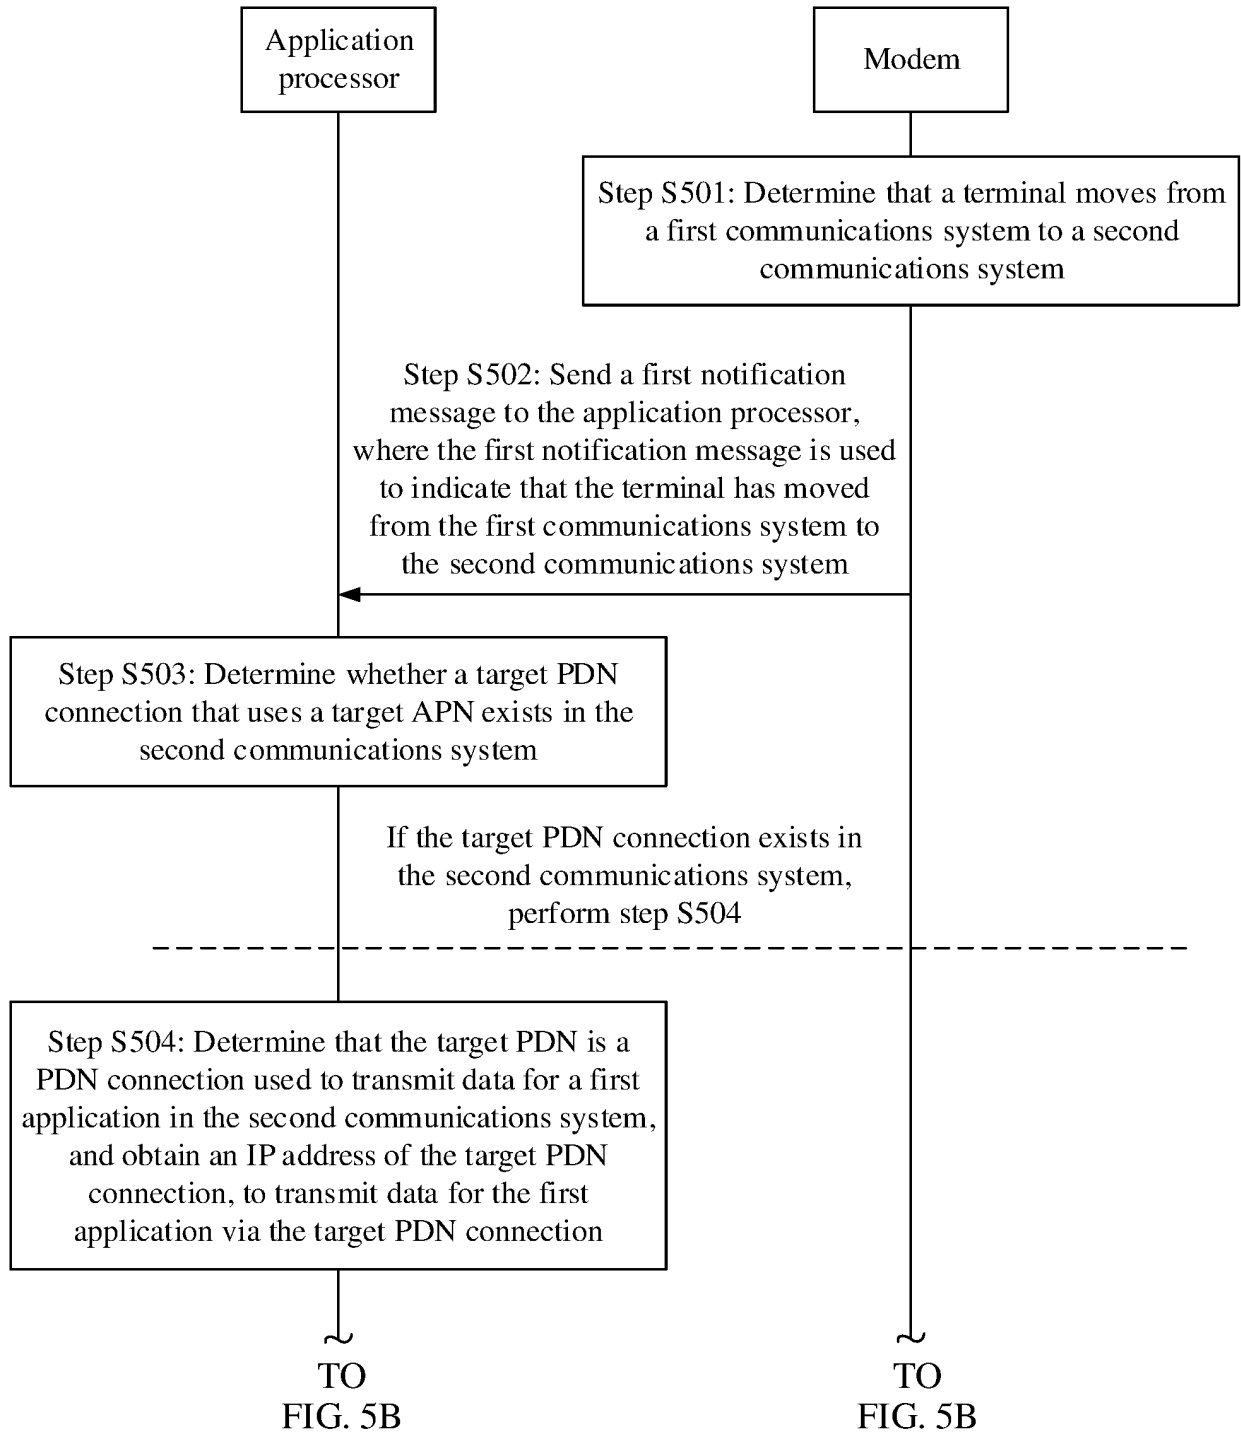 Application
processor
Modem
Step S501: Determine that a terminal moves from
a first communications system to a second
communications system
Step S502: Send a first notification
message to the application processor,
where the first notification message is used
to indicate that the terminal has moved
from the first communications system to
the second communications system
Step S503: Determine whether a target PDN
connection that uses a target APN exists in the
second communications system
If the target PDN connection exists in
the second communications system,
perform step S504
Step S504: Determine that the target PDN is a
PDN connection used to transmit data for a first
application in the second communications system,
and obtain an IP address of the target PDN
connection, to transmit data for the first
application via the target PDN connection
TO
FIG. 5B
TO
FIG. 5B